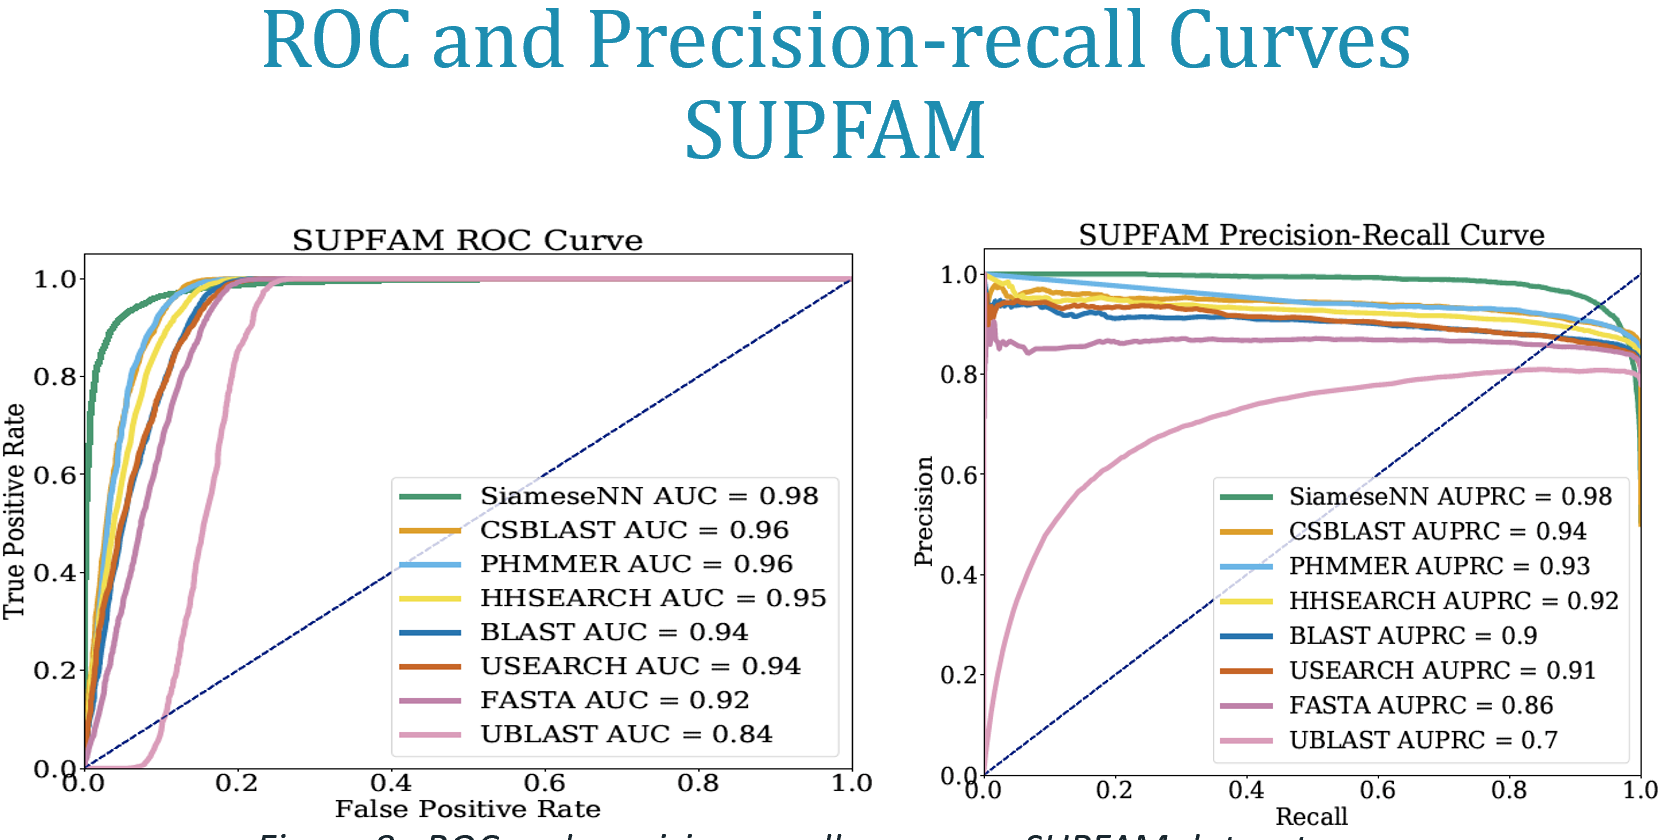 ROC and Precision-recall Curves
SUPFAM
SUPFAM ROC Curve
True Positive Rate
1.0
0.8
0.6
0.4
0.2
0.0
SiameseNN AUC = 0.98
CSBLAST AUC = 0.96
PHMMER AUC = 0.96
HHSEARCH AUC = 0.95
BLAST AUC = 0.94
USEARCH AUC = 0.94
FASTA AUC = 0.92
UBLAST AUC = 0.84
0.0 0.2 0.4 0.6 0.8 1.0
False Positive Rate
SUPFAM Precision-Recall Curve
Precision
1.0
0.8
0.6
0.4
0.2
0.0
SiameseNN AUPRC = 0.98
CSBLAST AUPRC = 0.94
PHMMER AUPRC = 0.93
HHSEARCH AUPRC = 0.92
BLAST AUPRC = 0.9
USEARCH AUPRC = 0.91
FASTA AUPRC = 0.86
UBLAST AUPRC = 0.7
0.0 0.2 0.4 0.6 0.8 1.0
Recall